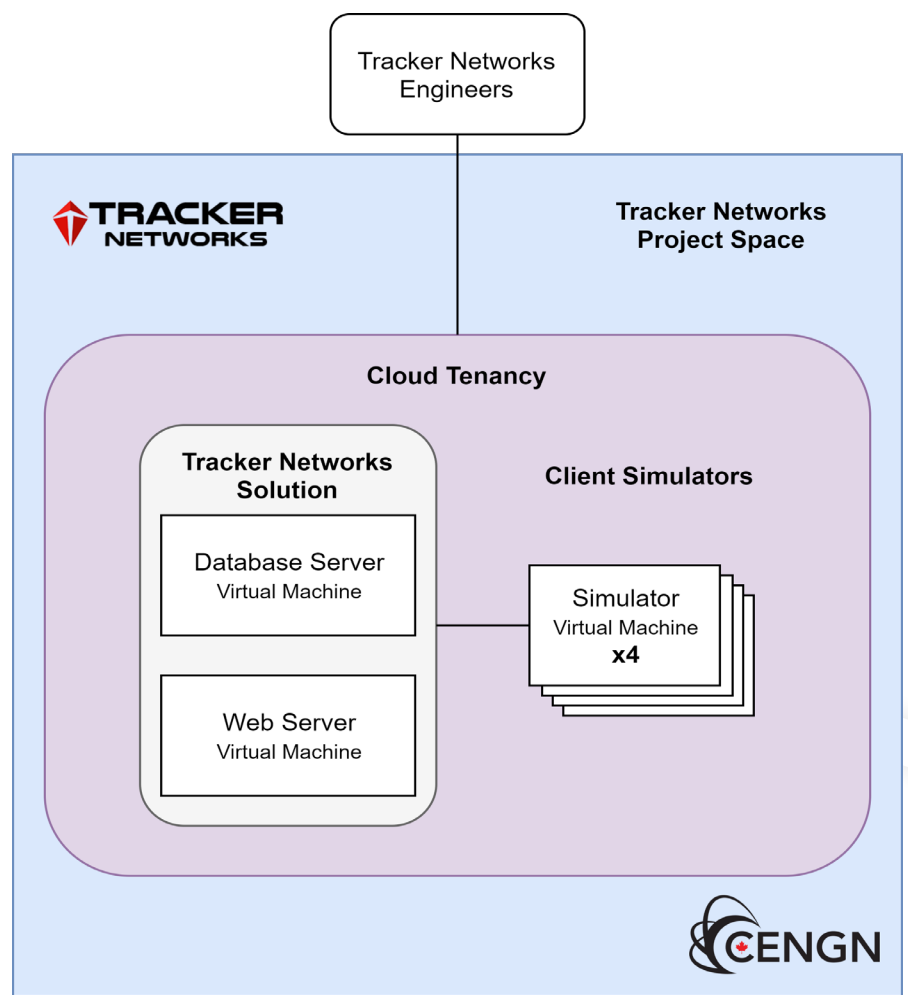 Tracker Networks
Engineers
TRACKER
NETWORKS
Tracker Networks
Project Space
Cloud Tenancy
Tracker Networks
Solution
Client Simulators
Database Server
Virtual Machine
Simulator
Virtual Machine
x4
Web Server
Virtual Machine
CENGN